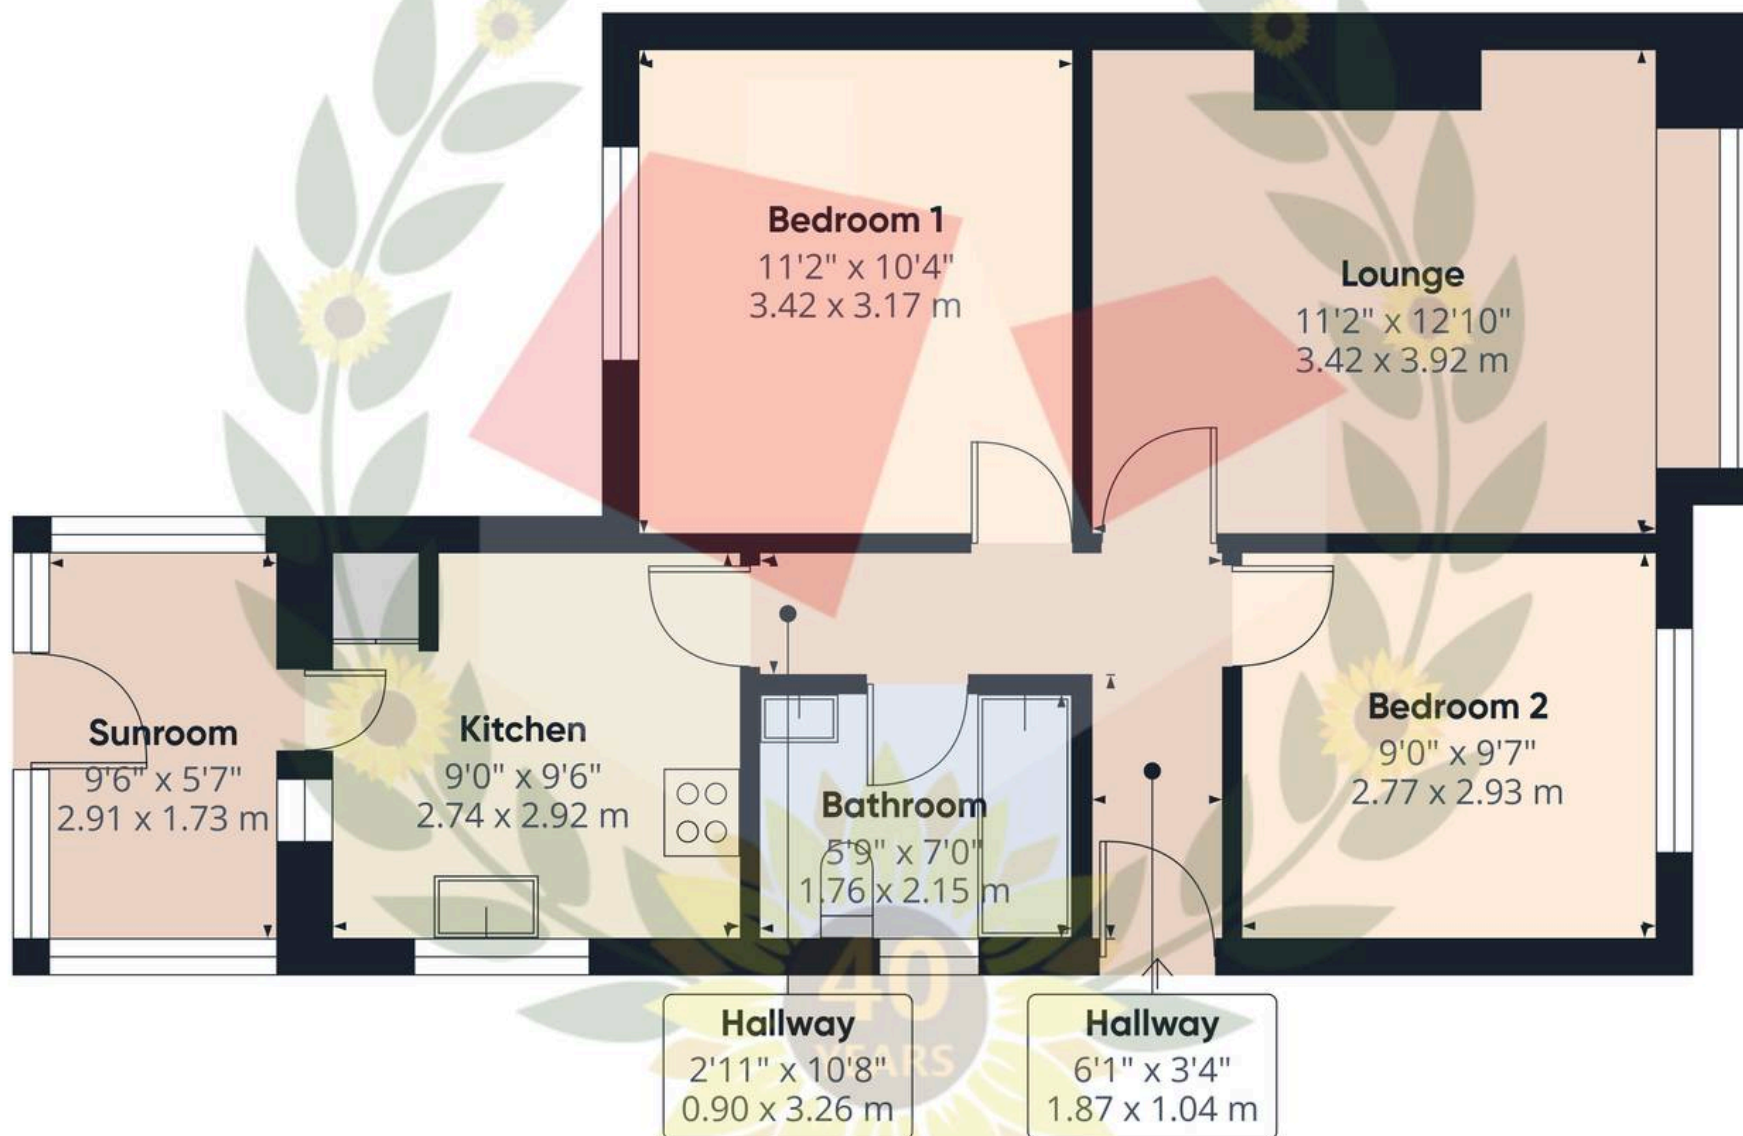 Bedroom 1
11'2" x 10'4"
3.42 x 3.17 m
Lounge
11'2" x 12'10"
3.42 x 3.92 m
Sunroom
9'6" x 5'7"
2.91 x 1.73 m
Kitchen
9'0" x 9'6"
2.74 x 2.92 m
Bathroom
5'9" x 7'0"
1.76 x 2.15 m
Bedroom 2
9'0" x 9'7"
2.77 x 2.93 m
40
YEARS
Hallway
2'11" x 10'8"
0.90 x 3.26 m
Hallway
6'1" x 3'4"
1.87 x 1.04 m